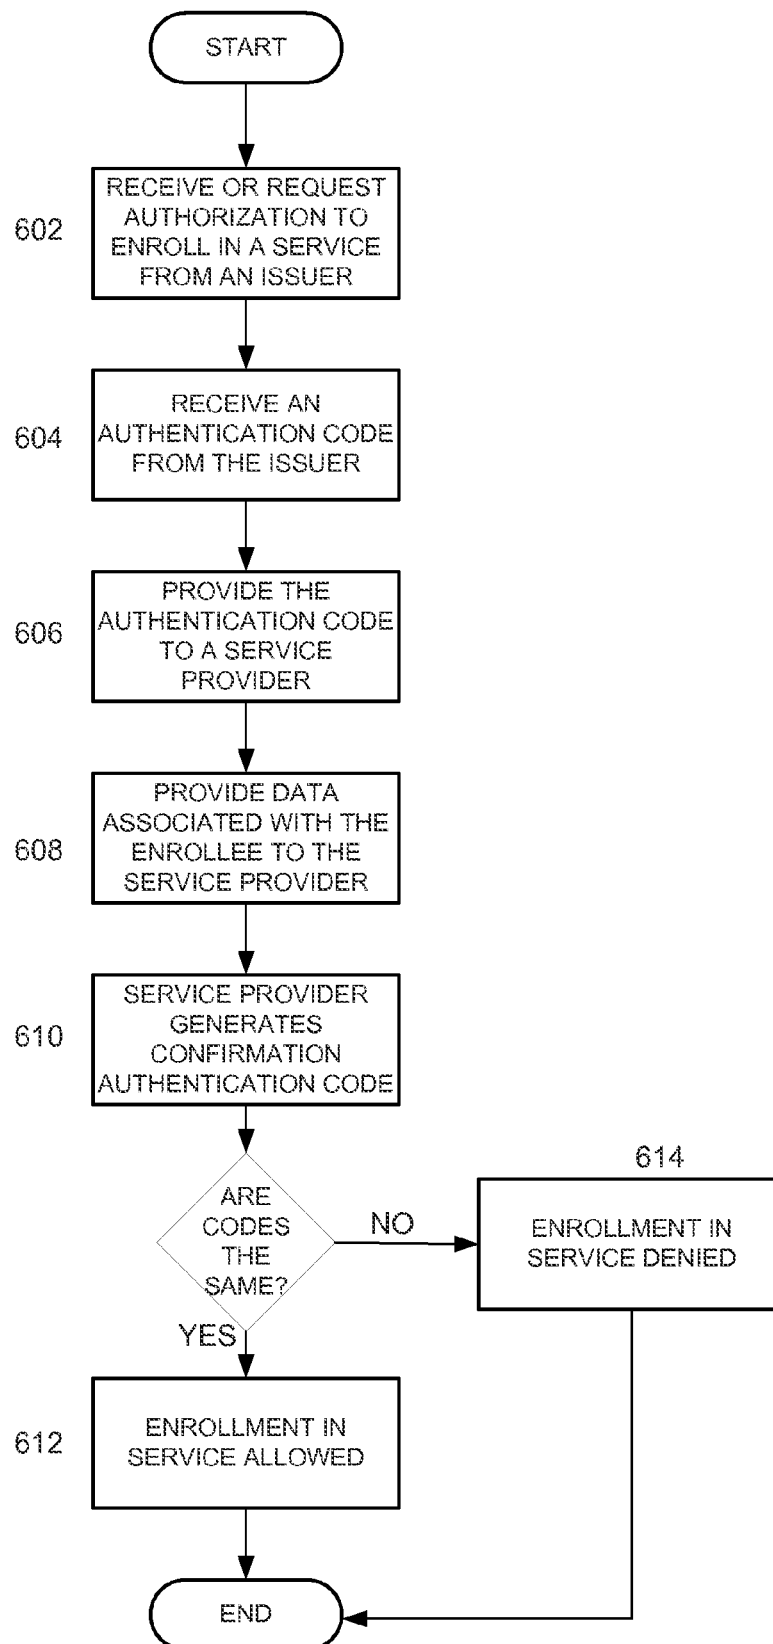 START
602
RECEIVE OR REQUEST
AUTHORIZATION TO
ENROLL IN A SERVICE
FROM AN ISSUER
604
RECEIVE AN
AUTHENTICATION CODE
FROM THE ISSUER
606
PROVIDE THE
AUTHENTICATION CODE
TO A SERVICE
PROVIDER
608
PROVIDE DATA
ASSOCIATED WITH THE
ENROLLEE TO THE
SERVICE PROVIDER
610
SERVICE PROVIDER
GENERATES
CONFIRMATION
AUTHENTICATION CODE
ARE
CODES
THE
SAME?
NO
614
ENROLLMENT IN
SERVICE DENIED
YES
612
ENROLLMENT IN
SERVICE ALLOWED
END